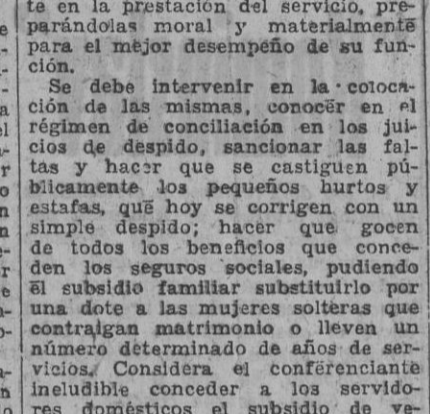 te en la prestación del servicio, pre-
parándolas moral y materialmente
para el mejor desempeño de su fun-
ción.
Se debe intervenir en la coloca-
ción de las mismas, conocer en el
régimen de conciliación en los jui-
cios de despido, sancionar las fal-
tas y hacer que se castiguen pú-
blicamente los pequeños hurtos y
estafas, que hoy se corrigen con un
simple despido; hacer que gocen
de todos los beneficios que conce-
den los seguros sociales, pudiendo
el subsidio familiar substituirlo por
una dote a las mujeres solteras que
contraigan matrimonio o lleven un
número determinado de años de ser-
vicios. Considera el conferenciante
ineludible conceder a los servido-
res domésticos el subsidio de ve-